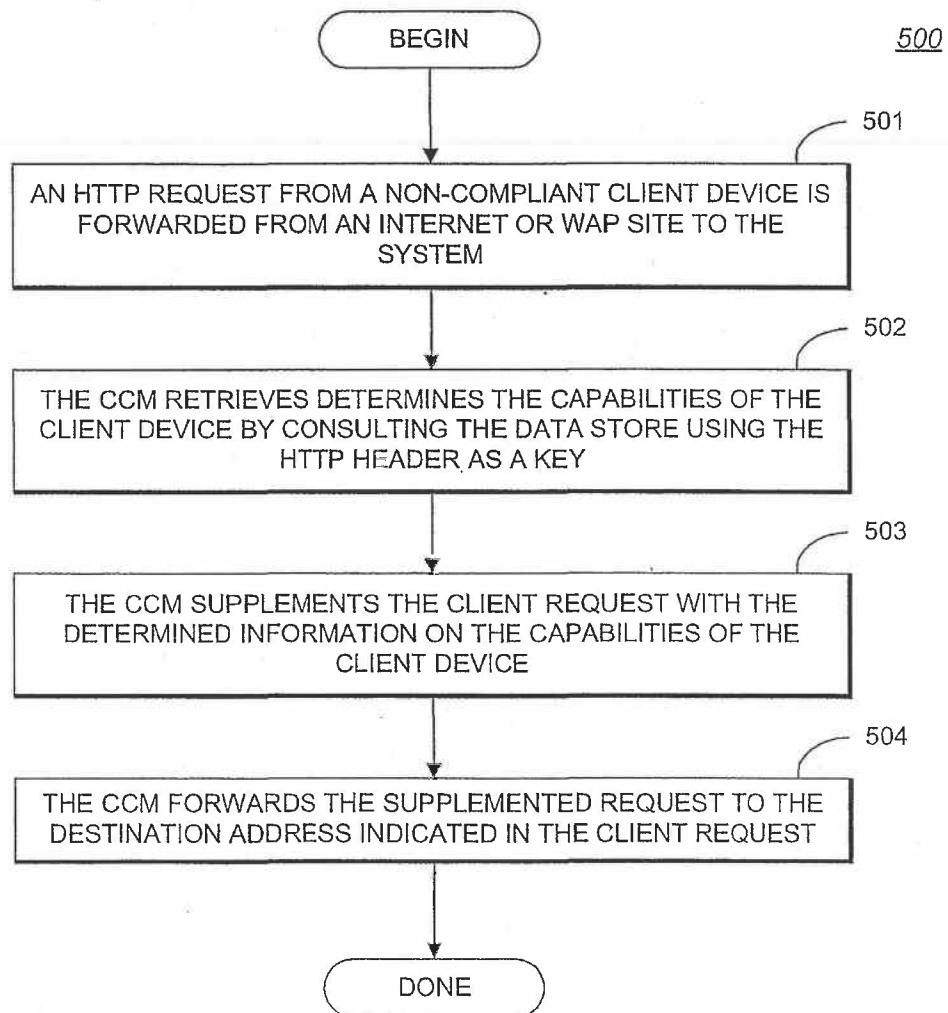 BEGIN
500
501
AN HTTP REQUEST FROM A NON-COMPLIANT CLIENT DEVICE IS
FORWARDED FROM AN INTERNET OR WAP SITE TO THE
SYSTEM
502
THE CCM RETRIEVES DETERMINES THE CAPABILITIES OF THE
CLIENT DEVICE BY CONSULTING THE DATA STORE USING THE
HTTP HEADER AS A KEY
503
THE CCM SUPPLEMENTS THE CLIENT REQUEST WITH THE
DETERMINED INFORMATION ON THE CAPABILITIES OF THE
CLIENT DEVICE
504
THE CCM FORWARDS THE SUPPLEMENTED REQUEST TO THE
DESTINATION ADDRESS INDICATED IN THE CLIENT REQUEST
DONE